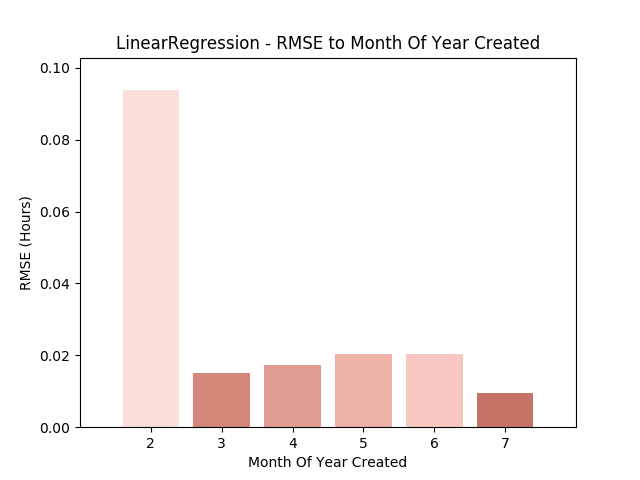 LinearRegression - RMSE to Month Of Year Created
0.10
0.08
0.06
0.04
0.02
0.00
RMSE (Hours)
2 3 4 5 6 7
Month Of Year Created